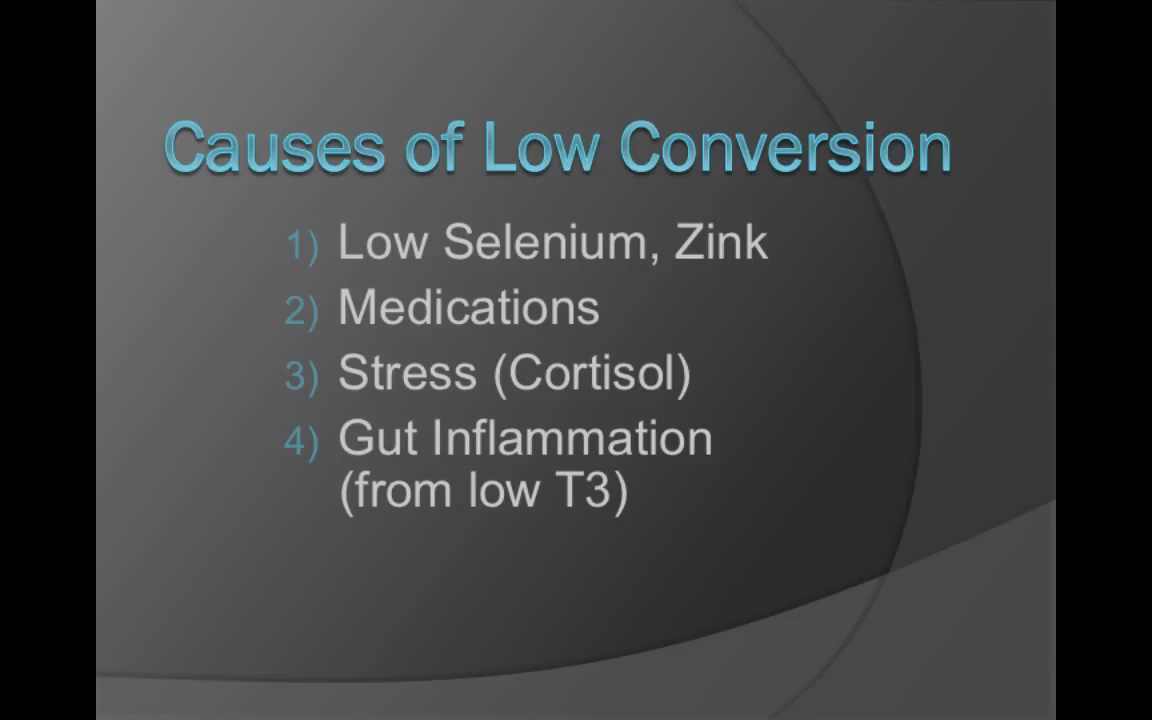 Causes of Low Conversion
1) Low Selenium, Zink
2) Medications
3) Stress (Cortisol)
4) Gut Inflammation
(from low T3)